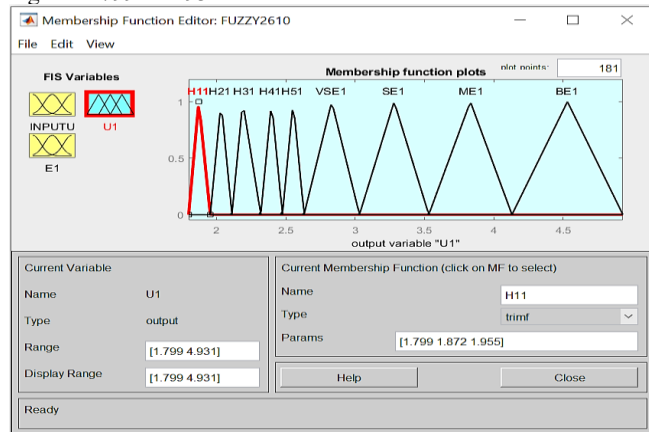 Membership Function Editor: FUZZY2610
File Edit View
FIS Variables
INPUTU
U1
E1
Membership function plots
plot points:
181
H11 H21 H31 H41 H51 VSE1 SE1 ME1 BE1
1
0.5
0
2 2.5 3 3.5 4 4.5
output variable "U1"
Current Variable
Name U1
Type output
Range [1.799 4.931]
Display Range [1.799 4.931]
Current Membership Function (click on MF to select)
Name H11
Type trimf
Params [1.799 1.872 1.955]
Help Close
Ready